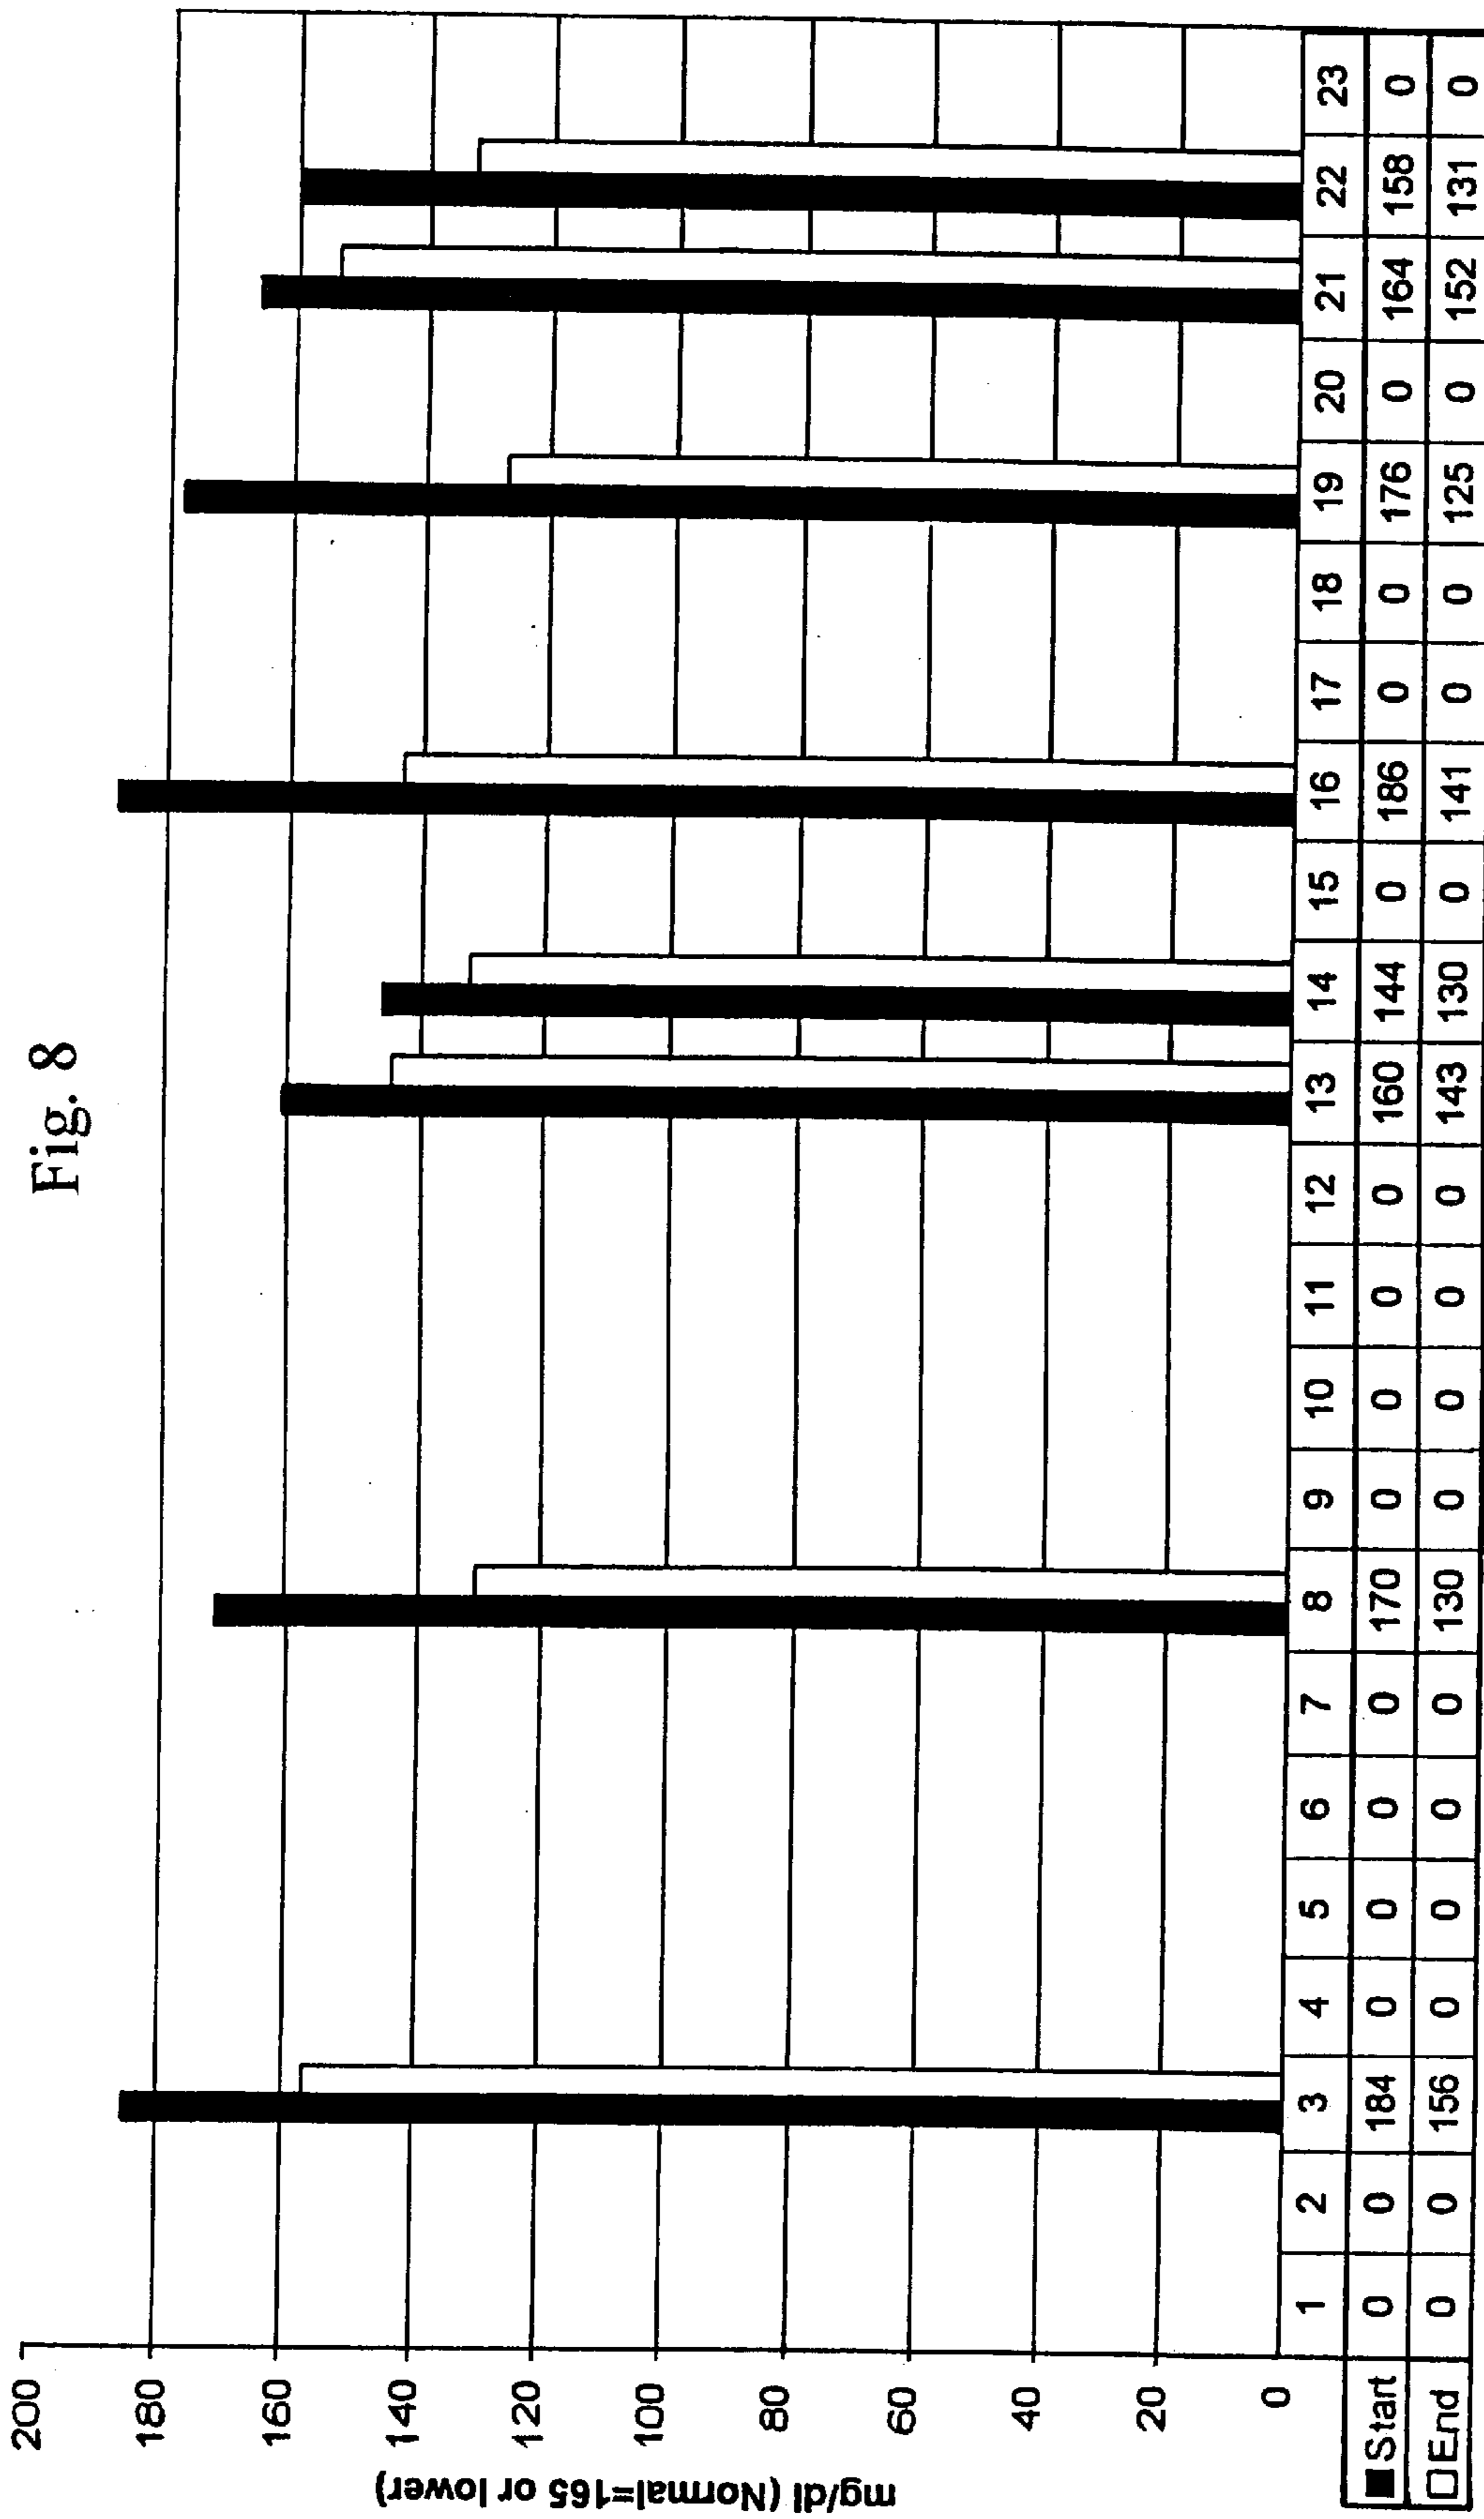 Fig. 8
mg/dl (Normal=165 or lower)
200
180
160
140
120
100
80
60
40
20
0
1 2 3 4 5 6 7 8 9 10 11 12 13 14 15 16 17 18 19 20 21 22 23
Start 0 0 184 0 0 0 0 170 0 0 0 0 160 144 0 186 0 0 176 0 164 158 0
End 0 0 156 0 0 0 0 130 0 0 0 0 143 130 0 141 0 0 125 0 152 131 0